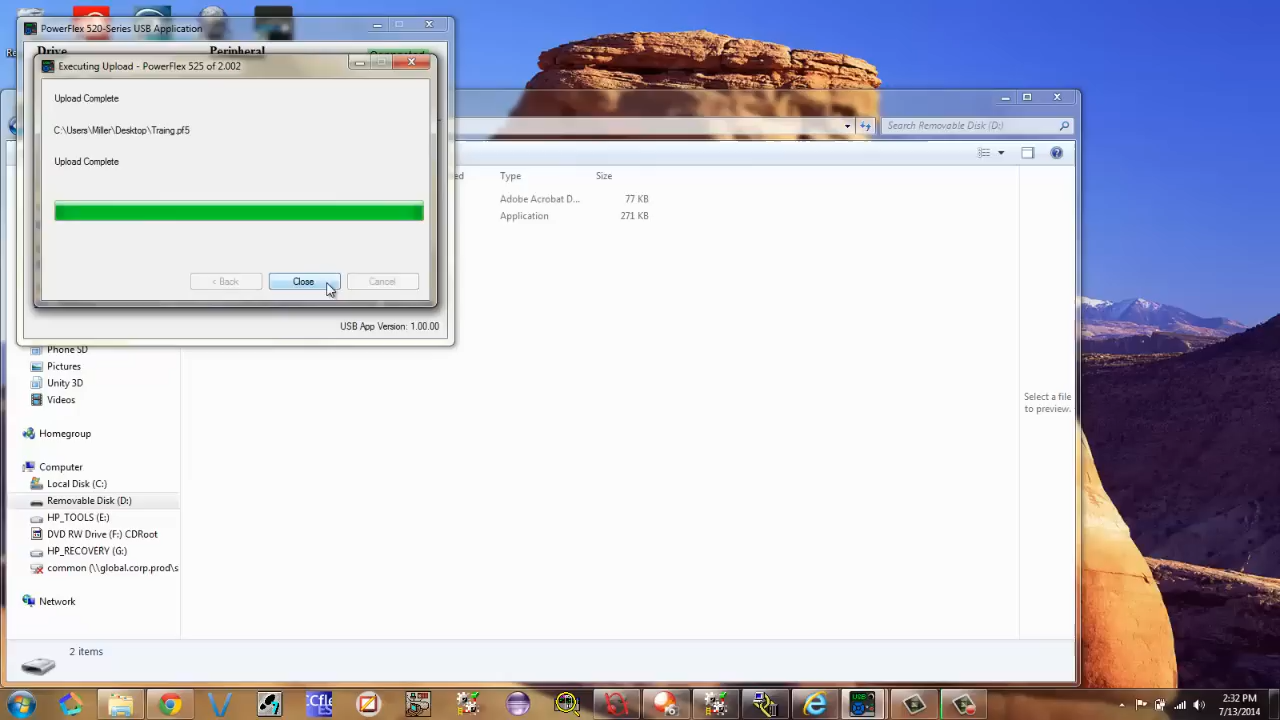 PowerFlex 520-Series USB Application
Drive Peripheral
Executing Upload - PowerFlex 525 of 2.002
Upload Complete
C:\Users\Miller\Desktop\Traing.pf5
Upload Complete
< Back Close Cancel
USB App Version: 1.00.00
Search Removable Disk (D:)
Type Size
Adobe Acrobat D... 77 KB
Application 271 KB
Phone SD
Pictures
Unity 3D
Videos
Homegroup
Computer
Local Disk (C:)
Removable Disk (D:)
HP_TOOLS (E:)
DVD RW Drive (F:) CDRoot
HP_RECOVERY (G:)
common (\\global.corp.prod\s
Network
Select a file
to preview.
2 items
2:32 PM
7/13/2014